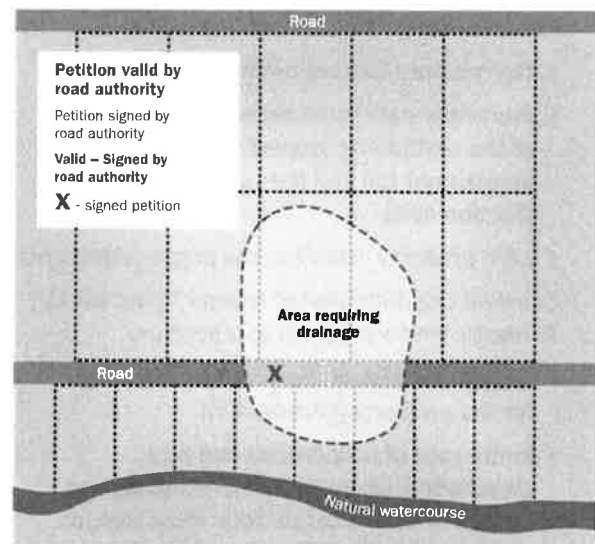 Road
Petition valid by
road authority
Petition signed by
road authority
Valid – Signed by
road authority
X - signed petition
Area requiring
drainage
Road
X
Natural watercourse